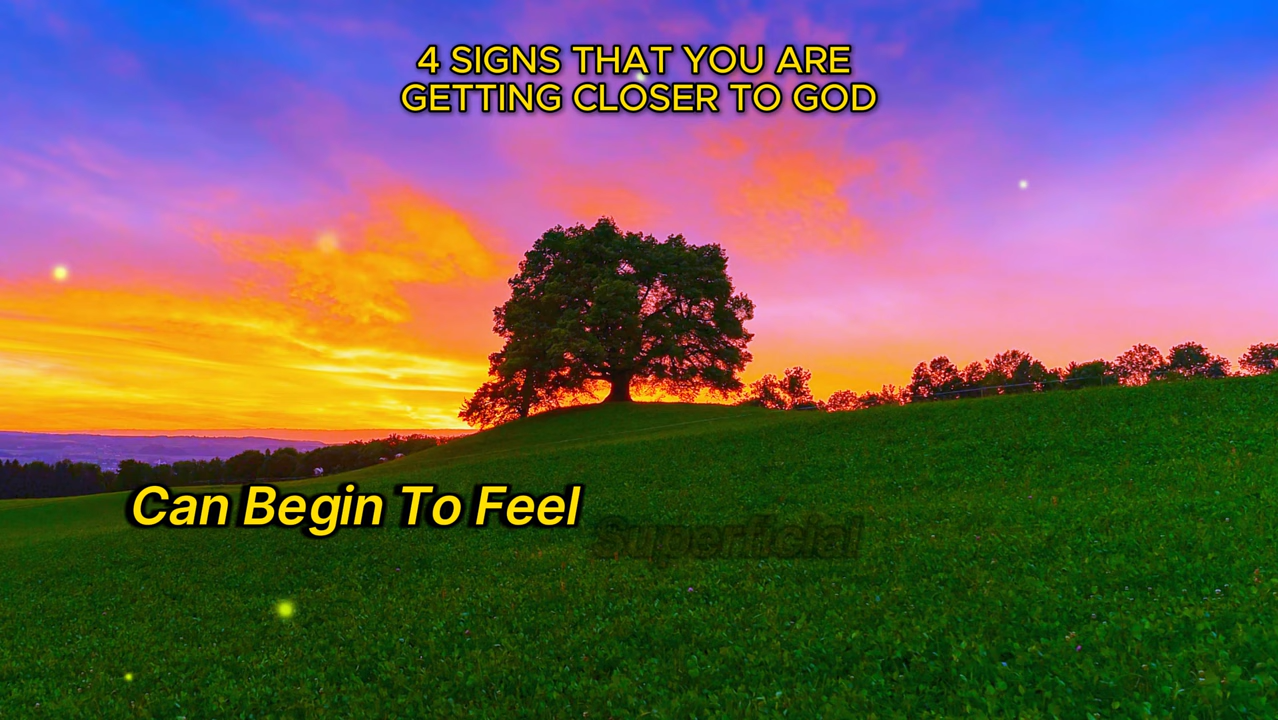 4 SIGNS THAT YOU ARE
GETTING CLOSER TO GOD
Can Begin To Feel Superficial